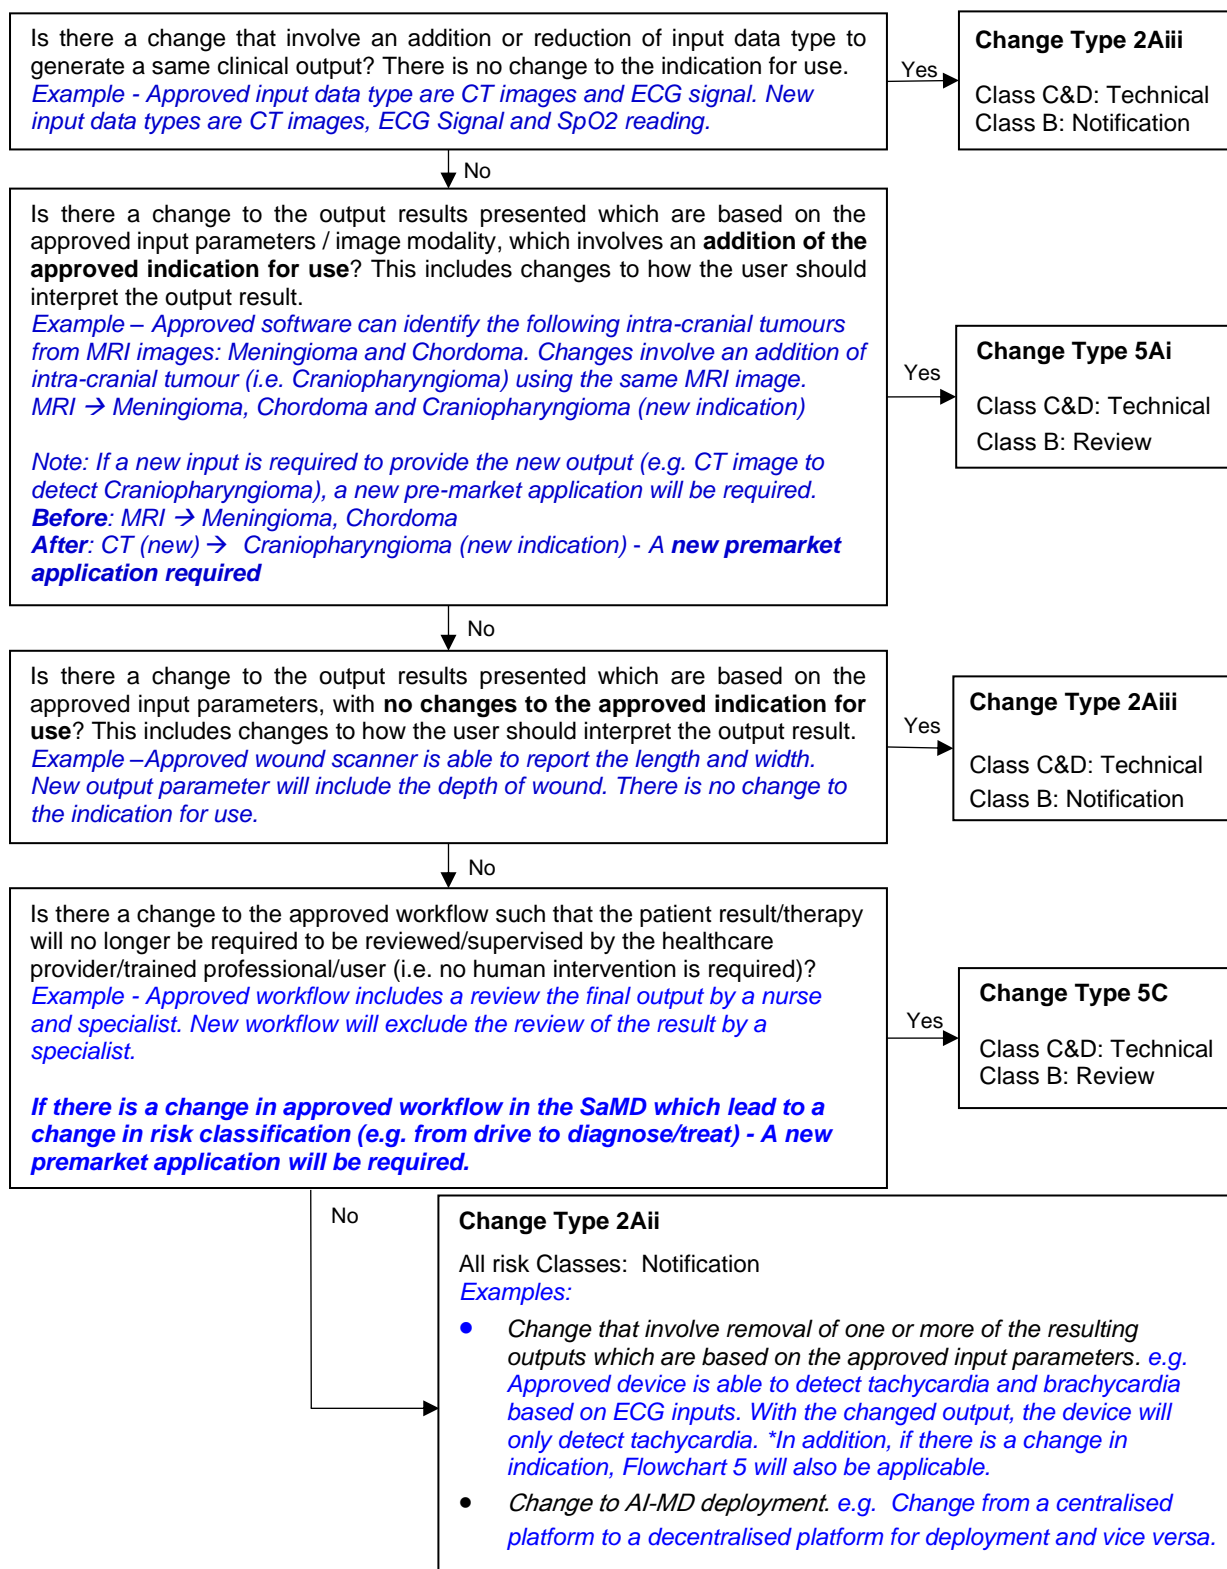 Is there a change that involve an addition or reduction of input data type to
generate a same clinical output? There is no change to the indication for use.
Example - Approved input data type are CT images and ECG signal. New
input data types are CT images, ECG Signal and SpO2 reading.
Yes
Change Type 2Aiii
Class C&D: Technical
Class B: Notification
No
Is there a change to the output results presented which are based on the
approved input parameters / image modality, which involves an addition of the
approved indication for use? This includes changes to how the user should
interpret the output result.
Example – Approved software can identify the following intra-cranial tumours
from MRI images: Meningioma and Chordoma. Changes involve an addition of
intra-cranial tumour (i.e. Craniopharyngioma) using the same MRI image.
MRI → Meningioma, Chordoma and Craniopharyngioma (new indication)
Note: If a new input is required to provide the new output (e.g. CT image to
detect Craniopharyngioma), a new pre-market application will be required.
Before: MRI → Meningioma, Chordoma
After: CT (new) → Craniopharyngioma (new indication) - A new premarket
application required
Yes
Change Type 5Ai
Class C&D: Technical
Class B: Review
No
Is there a change to the output results presented which are based on the
approved input parameters, with no changes to the approved indication for
use? This includes changes to how the user should interpret the output result.
Example –Approved wound scanner is able to report the length and width.
New output parameter will include the depth of wound. There is no change to
the indication for use.
Yes
Change Type 2Aiii
Class C&D: Technical
Class B: Notification
No
Is there a change to the approved workflow such that the patient result/therapy
will no longer be required to be reviewed/supervised by the healthcare
provider/trained professional/user (i.e. no human intervention is required)?
Example - Approved workflow includes a review the final output by a nurse
and specialist. New workflow will exclude the review of the result by a
specialist.
If there is a change in approved workflow in the SaMD which lead to a
change in risk classification (e.g. from drive to diagnose/treat) - A new
premarket application will be required.
Yes
Change Type 5C
Class C&D: Technical
Class B: Review
No
Change Type 2Aii
All risk Classes: Notification
Examples:
• Change that involve removal of one or more of the resulting
outputs which are based on the approved input parameters. e.g.
Approved device is able to detect tachycardia and brachycardia
based on ECG inputs. With the changed output, the device will
only detect tachycardia. *In addition, if there is a change in
indication, Flowchart 5 will also be applicable.
• Change to AI-MD deployment. e.g. Change from a centralised
platform to a decentralised platform for deployment and vice versa.